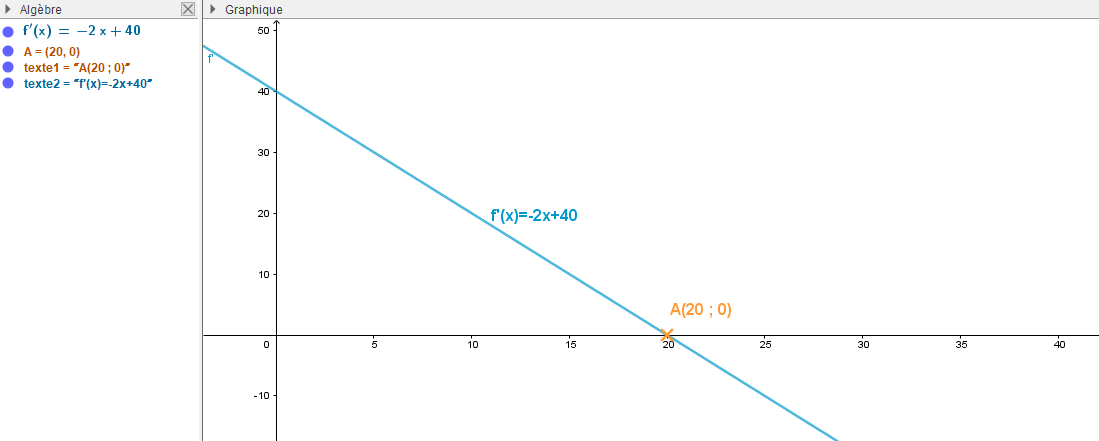 Algèbre
f′(x) = −2 x + 40
A = (20, 0)
texte1 = ″A(20 ; 0)″
texte2 = ″f'(x)=-2x+40″
Graphique
50
f'
40
30
20
f'(x)=-2x+40
10
A(20 ; 0)
0 5 10 15 20 25 30 35 40
-10